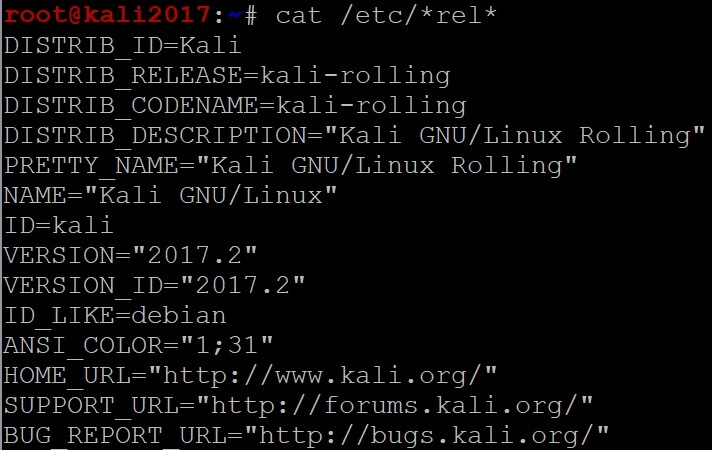 root@kali2017:~# cat /etc/*rel*
DISTRIB_ID=Kali
DISTRIB_RELEASE=kali-rolling
DISTRIB_CODENAME=kali-rolling
DISTRIB_DESCRIPTION="Kali GNU/Linux Rolling"
PRETTY_NAME="Kali GNU/Linux Rolling"
NAME="Kali GNU/Linux"
ID=kali
VERSION="2017.2"
VERSION_ID="2017.2"
ID_LIKE=debian
ANSI_COLOR="1;31"
HOME_URL="http://www.kali.org/"
SUPPORT_URL="http://forums.kali.org/"
BUG_REPORT_URL="http://bugs.kali.org/"